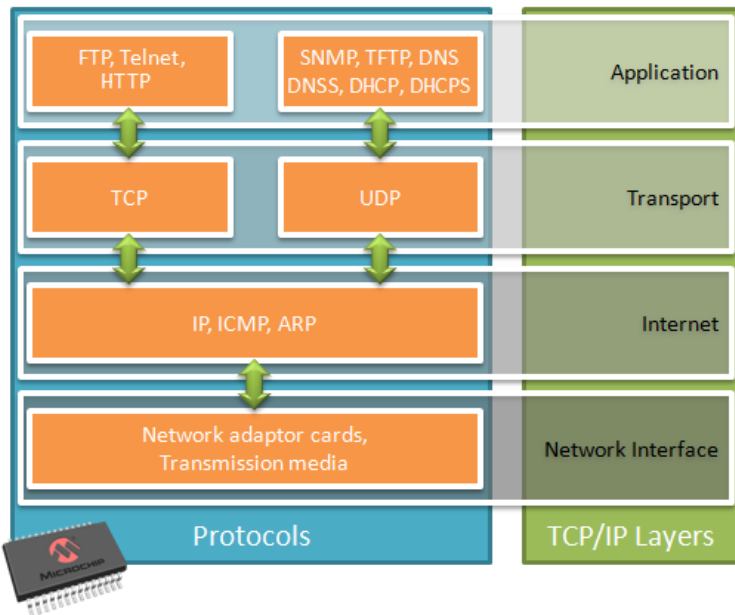 FTP, Telnet,
HTTP
SNMP, TFTP, DNS
DNSS, DHCP, DHCPS
Application
TCP
UDP
Transport
IP, ICMP, ARP
Internet
Network adaptor cards,
Transmission media
Network Interface
Protocols
TCP/IP Layers
MICROCHIP